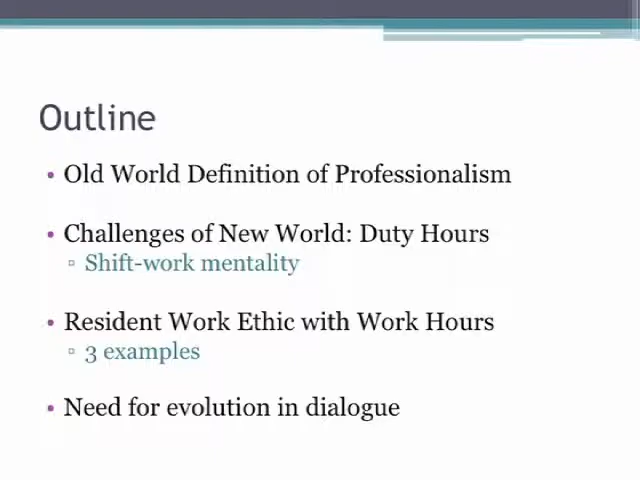 Outline
• Old World Definition of Professionalism
• Challenges of New World: Duty Hours
▫ Shift-work mentality
• Resident Work Ethic with Work Hours
▫ 3 examples
• Need for evolution in dialogue